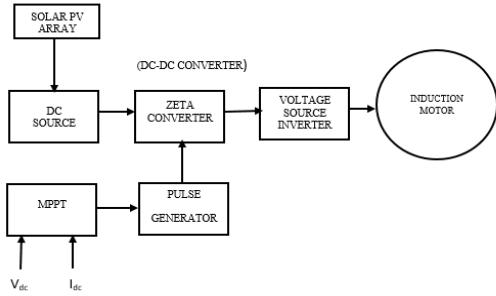 SOLAR PV
ARRAY
(DC-DC CONVERTER)
DC
SOURCE
ZETA
CONVERTER
VOLTAGE
SOURCE
INVERTER
INDUCTION
MOTOR
MPPT
PULSE
GENERATOR
Vdc
Idc